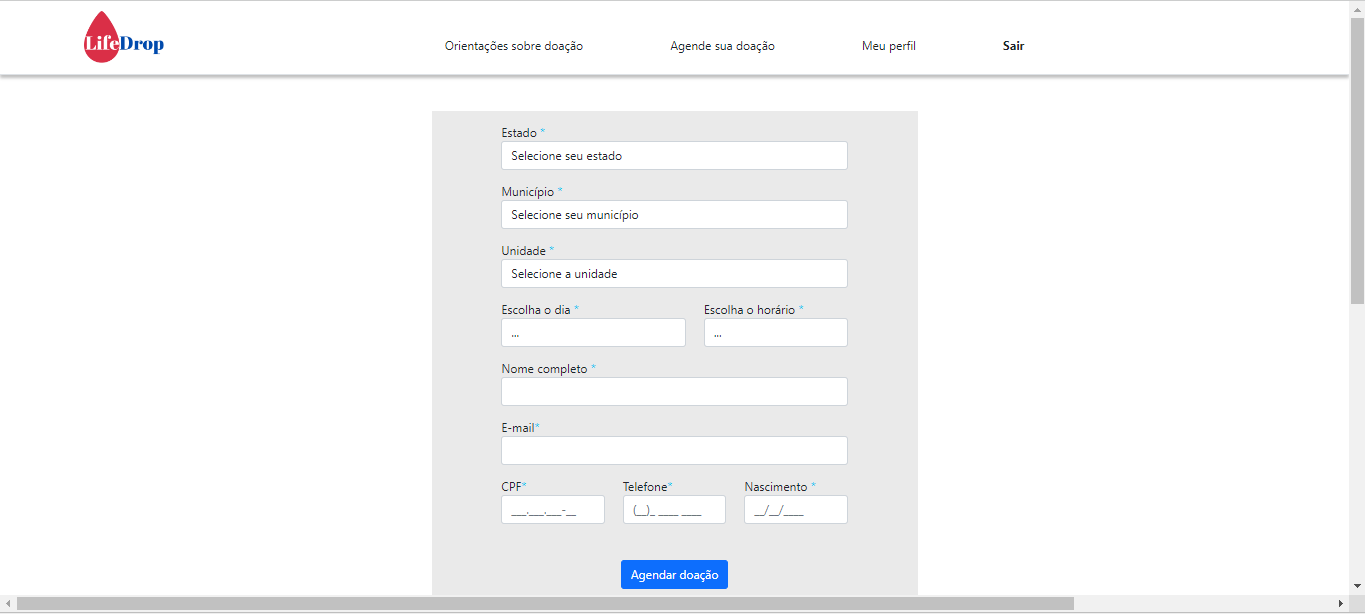 LifeDrop
Orientações sobre doação Agende sua doação Meu perfil Sair
Estado *
Selecione seu estado
Município *
Selecione seu município
Unidade *
Selecione a unidade
Escolha o dia * Escolha o horário *
... ...
Nome completo *
E-mail*
CPF* Telefone* Nascimento *
___.___.___-__ (__)_ ____ ____ __/__/____
Agendar doação